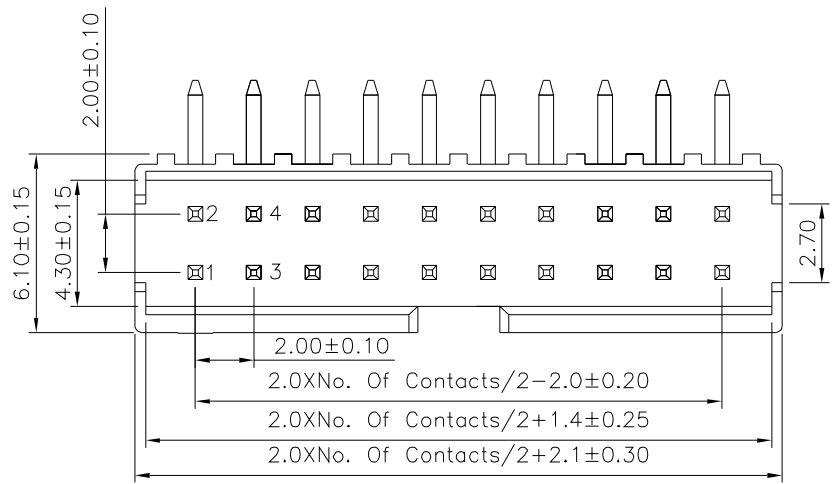 2.00±0.10
6.10±0.15
4.30±0.15
2 4
1 3
2.70
2.00±0.10
2.0XNo. Of Contacts/2-2.0±0.20
2.0XNo. Of Contacts/2+1.4±0.25
2.0XNo. Of Contacts/2+2.1±0.30